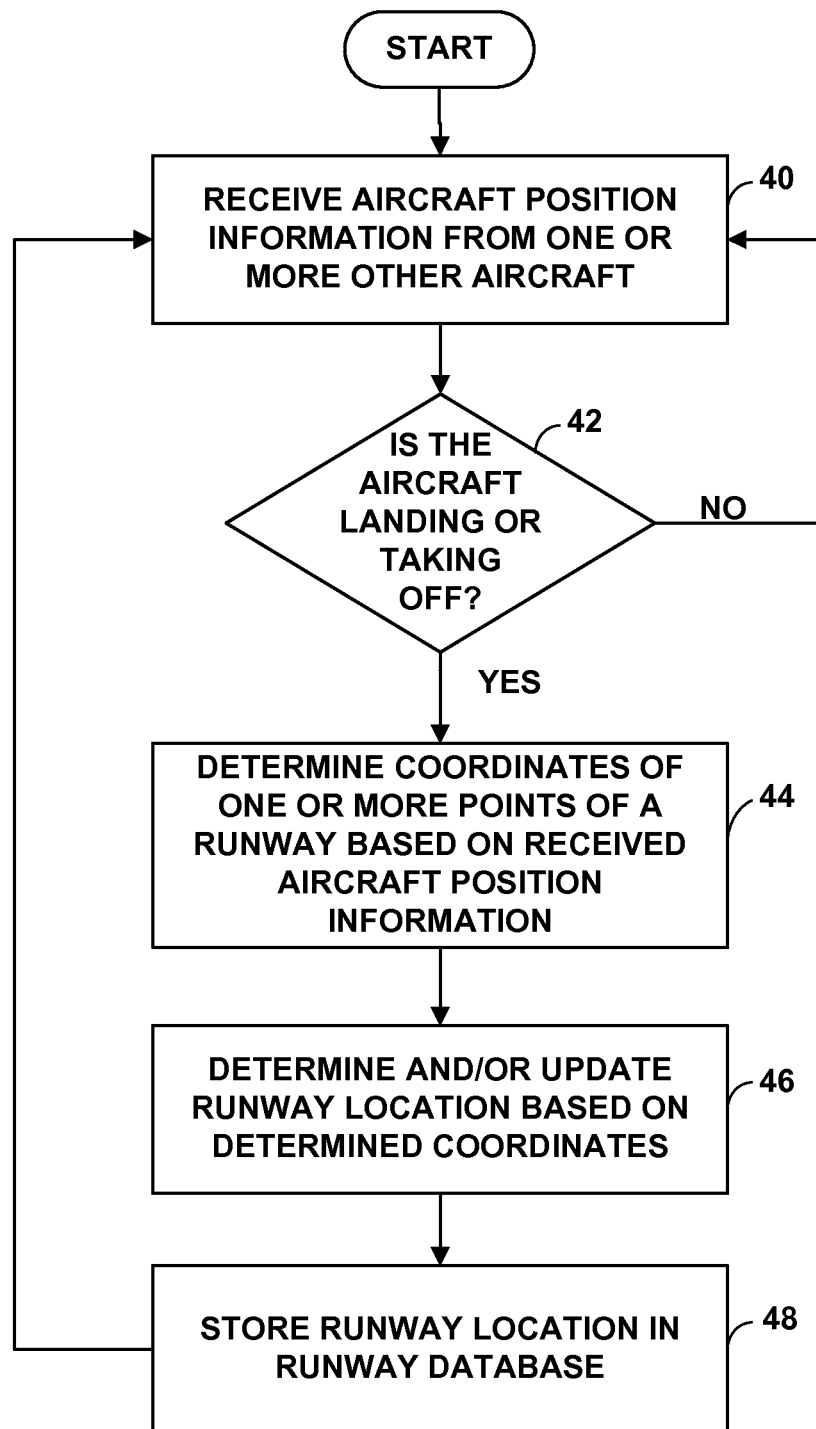 START
RECEIVE AIRCRAFT POSITION
INFORMATION FROM ONE OR
MORE OTHER AIRCRAFT
40
IS THE
AIRCRAFT
LANDING OR
TAKING
OFF?
42
NO
YES
DETERMINE COORDINATES OF
ONE OR MORE POINTS OF A
RUNWAY BASED ON RECEIVED
AIRCRAFT POSITION
INFORMATION
44
DETERMINE AND/OR UPDATE
RUNWAY LOCATION BASED ON
DETERMINED COORDINATES
46
STORE RUNWAY LOCATION IN
RUNWAY DATABASE
48